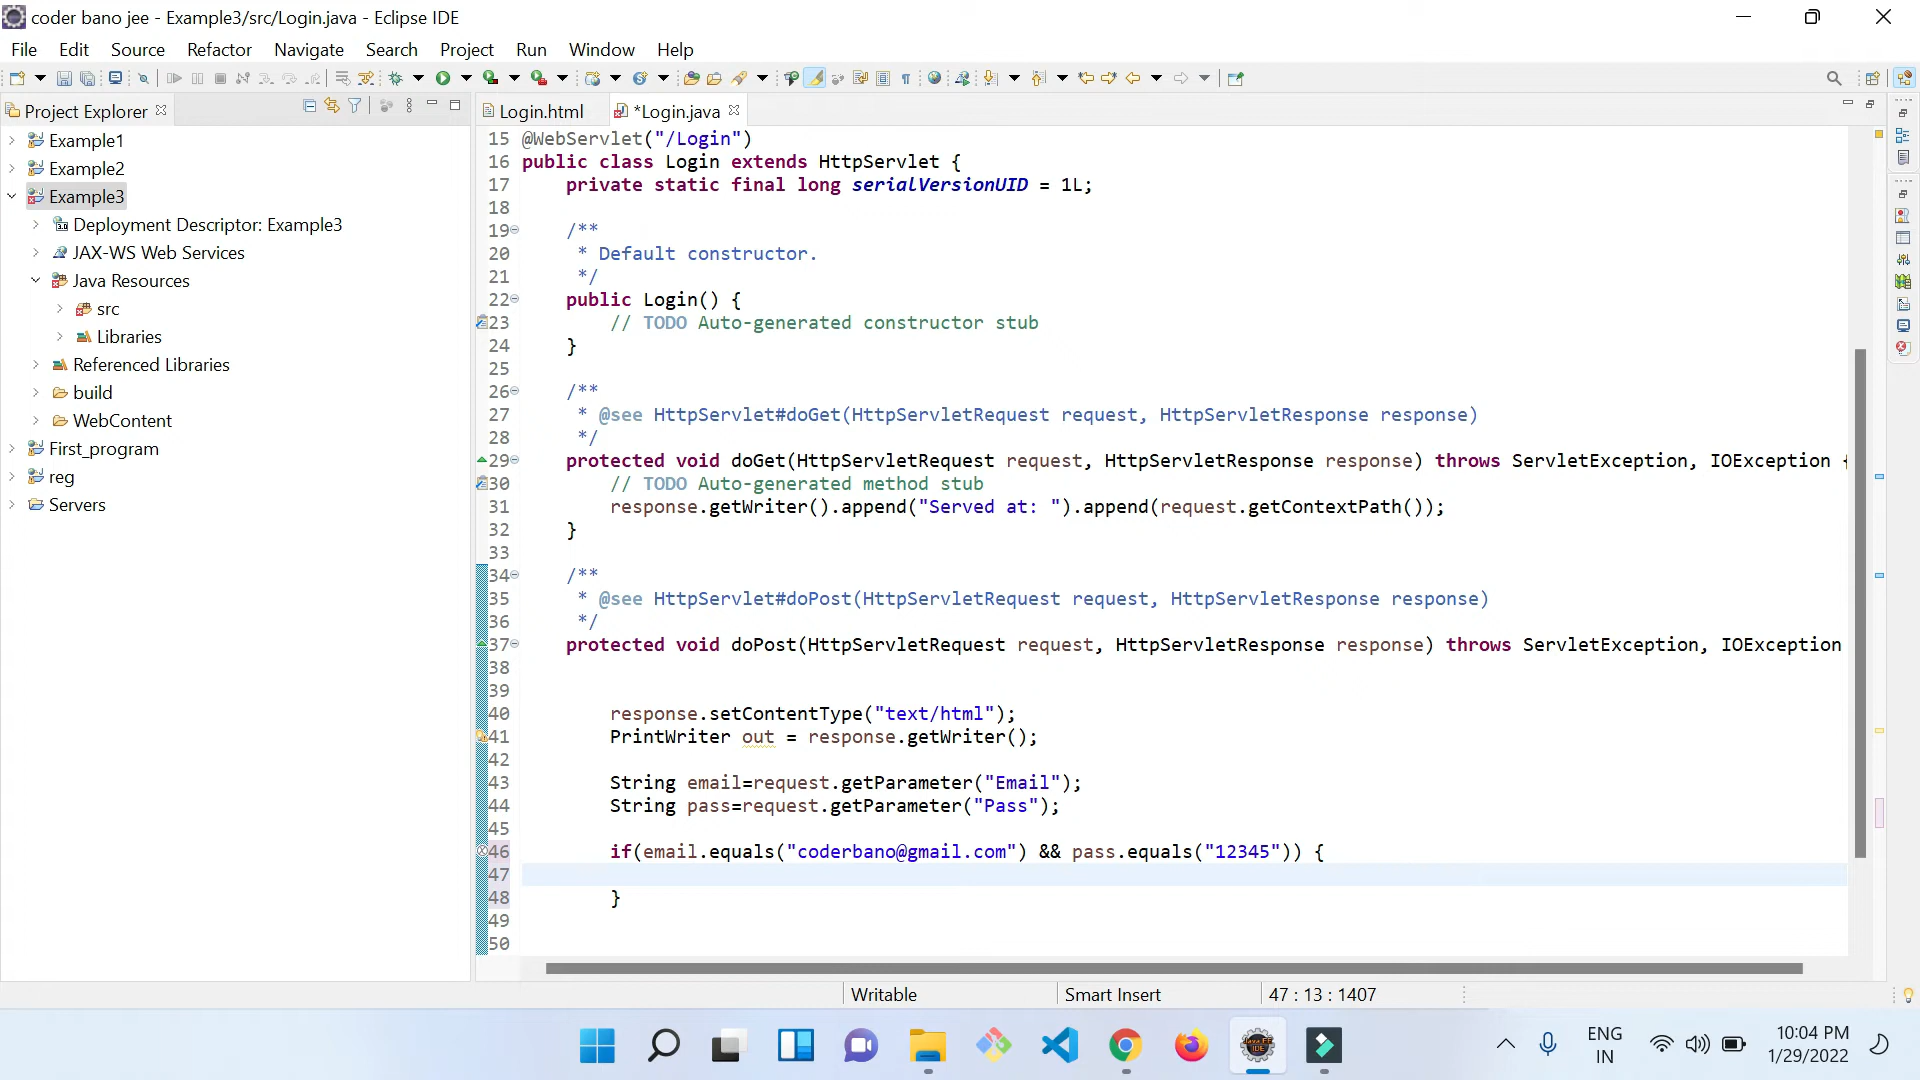 coder bano jee - Example3/src/Login.java - Eclipse IDE
File Edit Source Refactor Navigate Search Project Run Window Help
Project Explorer
Login.html
*Login.java
Example1
Example2
Example3
Deployment Descriptor: Example3
JAX-WS Web Services
Java Resources
src
Libraries
Referenced Libraries
build
WebContent
First_program
reg
Servers
15 @WebServlet("/Login")
16 public class Login extends HttpServlet {
17     private static final long serialVersionUID = 1L;
18
19     /**
20      * Default constructor.
21      */
22     public Login() {
23         // TODO Auto-generated constructor stub
24     }
25
26     /**
27      * @see HttpServlet#doGet(HttpServletRequest request, HttpServletResponse response)
28      */
29     protected void doGet(HttpServletRequest request, HttpServletResponse response) throws ServletException, IOException {
30         // TODO Auto-generated method stub
31         response.getWriter().append("Served at: ").append(request.getContextPath());
32     }
33
34     /**
35      * @see HttpServlet#doPost(HttpServletRequest request, HttpServletResponse response)
36      */
37     protected void doPost(HttpServletRequest request, HttpServletResponse response) throws ServletException, IOException
38
39
40         response.setContentType("text/html");
41         PrintWriter out = response.getWriter();
42
43         String email=request.getParameter("Email");
44         String pass=request.getParameter("Pass");
45
46         if(email.equals("coderbano@gmail.com") && pass.equals("12345")) {
47
48         }
49
50
Writable
Smart Insert
47 : 13 : 1407
ENG
IN
10:04 PM
1/29/2022